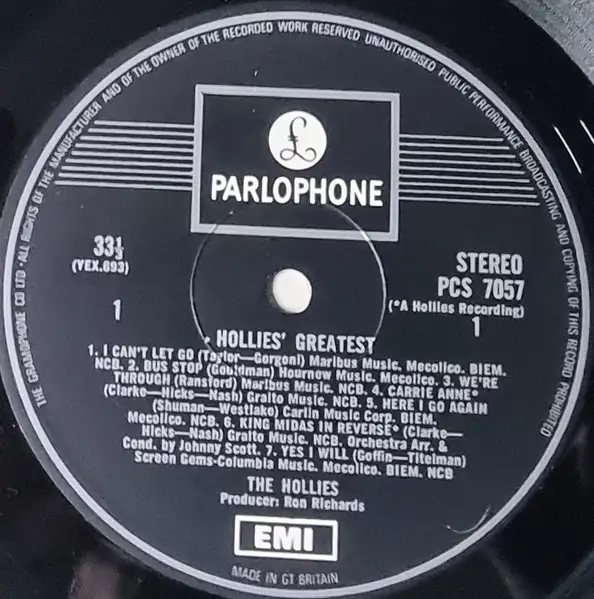 THE GRAMOPHONE CO LTD · ALL RIGHTS OF THE MANUFACTURER AND OF THE OWNER OF THE RECORDED WORK RESERVED UNAUTHORISED PUBLIC PERFORMANCE BROADCASTING AND COPYING OF THIS RECORD PROHIBITED
£
PARLOPHONE
33⅓
(VEX.693)
1
STEREO
PCS 7057
(*A Hollies Recording)
1
HOLLIES' GREATEST
1. I CAN'T LET GO (Taylor—Gorgoni) Maribus Music. Mecolico. BIEM.
NCB. 2. BUS STOP (Gouldman) Hournew Music. Mecolico. 3. WE'RE
THROUGH (Ransford) Maribus Music. NCB. 4. CARRIE ANNE*
(Clarke—Hicks—Nash) Gralto Music. NCB. 5. HERE I GO AGAIN
(Shuman—Westlake) Carlin Music Corp. BIEM.
Mecolico. NCB. 6. KING MIDAS IN REVERSE* (Clarke—
Hicks—Nash) Gralto Music. NCB. Orchestra Arr. &
Cond. by Johnny Scott. 7. YES I WILL (Goffin—Titelman)
Screen Gems-Columbia Music. Mecolico. BIEM. NCB
THE HOLLIES
Producer: Ron Richards
EMI
MADE IN GT BRITAIN